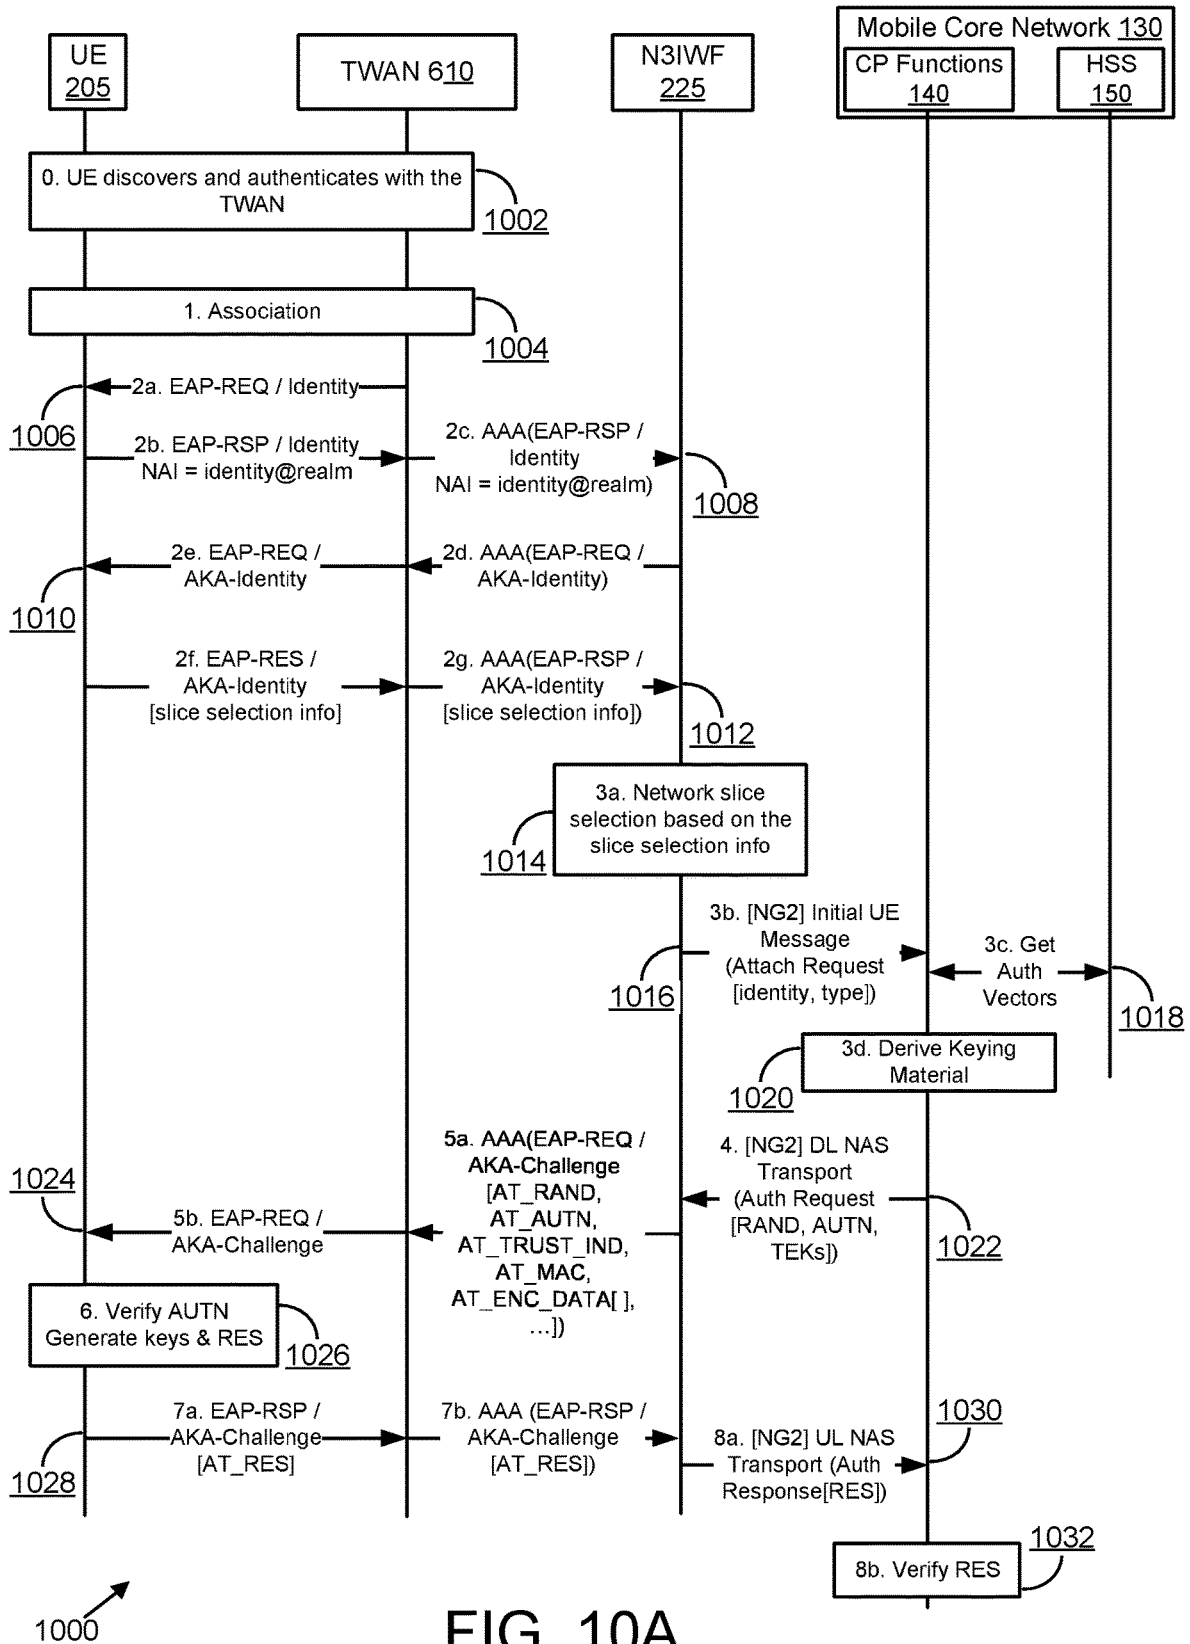 Mobile Core Network 130
UE
205
TWAN 610
N3IWF
225
CP Functions
140
HSS
150
0. UE discovers and authenticates with the
TWAN
1002
1. Association
1004
2a. EAP-REQ / Identity
1006
2b. EAP-RSP / Identity
NAI = identity@realm
2c. AAA(EAP-RSP /
Identity
NAI = identity@realm)
1008
2e. EAP-REQ /
AKA-Identity
2d. AAA(EAP-REQ /
AKA-Identity)
1010
2f. EAP-RES /
AKA-Identity
[slice selection info]
2g. AAA(EAP-RSP /
AKA-Identity
[slice selection info])
1012
3a. Network slice
selection based on the
slice selection info
1014
3b. [NG2] Initial UE
Message
(Attach Request
[identity, type])
1016
3c. Get
Auth
Vectors
1018
3d. Derive Keying
Material
1020
4. [NG2] DL NAS
Transport
(Auth Request
[RAND, AUTN,
TEKs])
1022
5a. AAA(EAP-REQ /
AKA-Challenge
[AT_RAND,
AT_AUTN,
AT_TRUST_IND,
AT_MAC,
AT_ENC_DATA[ ],
...])
1024
5b. EAP-REQ /
AKA-Challenge
6. Verify AUTN
Generate keys & RES
1026
7a. EAP-RSP /
AKA-Challenge
[AT_RES]
1028
7b. AAA (EAP-RSP /
AKA-Challenge
[AT_RES])
8a. [NG2] UL NAS
Transport (Auth
Response[RES])
1030
8b. Verify RES
1032
1000
FIG. 10A